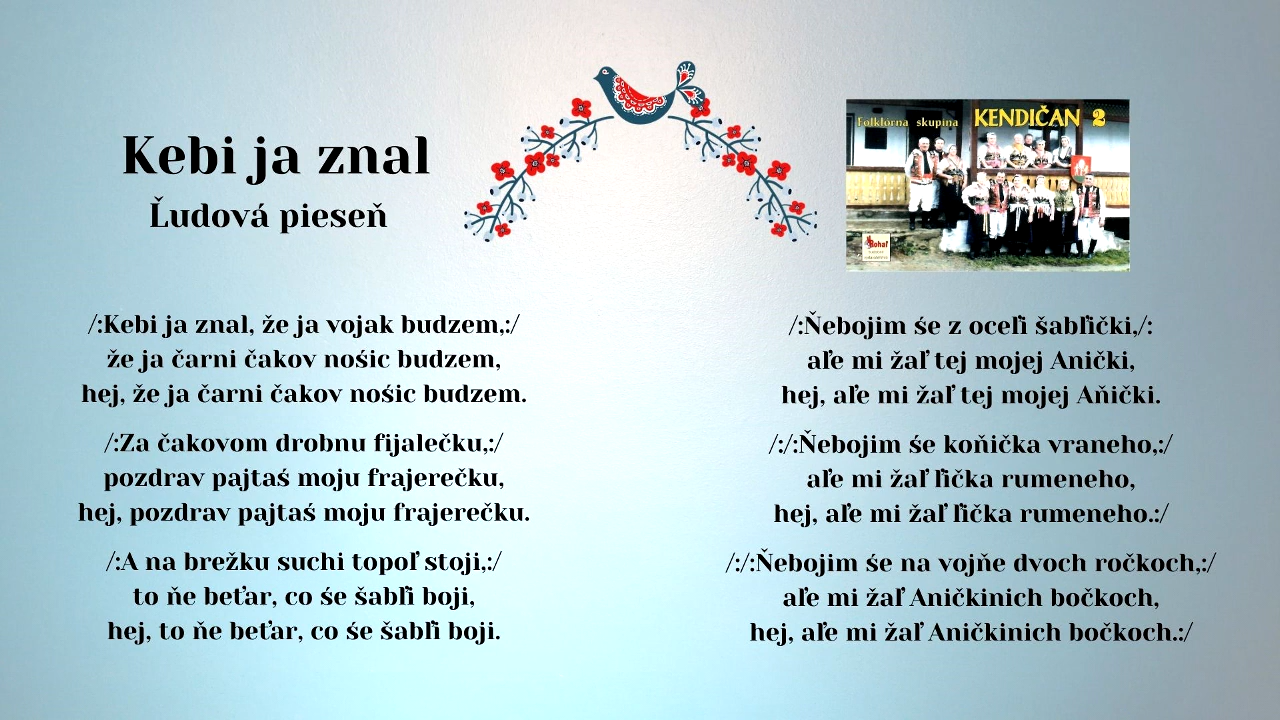 Kebi ja znal
Ľudová pieseň
Folklórna skupina KENDIČAN 2
Rohaľ
/:Kebi ja znal, že ja vojak budzem,:/
že ja čarni čakov nośic budzem,
hej, že ja čarni čakov nośic budzem.
/:Za čakovom drobnu fijalečku,:/
pozdrav pajtaś moju frajerečku,
hej, pozdrav pajtaś moju frajerečku.
/:A na brežku suchi topoľ stoji,:/
to ňe beťar, co śe šabľi boji,
hej, to ňe beťar, co śe šabľi boji.
/:Ňebojim śe z oceľi šabľički,/:
aľe mi žaľ tej mojej Anički,
hej, aľe mi žaľ tej mojej Aňički.
/:/:Ňebojim śe koňička vraneho,:/
aľe mi žaľ ľička rumeneho,
hej, aľe mi žaľ ľička rumeneho.:/
/:/:Ňebojim śe na vojňe dvoch ročkoch,:/
aľe mi žaľ Aničkinich bočkoch,
hej, aľe mi žaľ Aničkinich bočkoch.:/